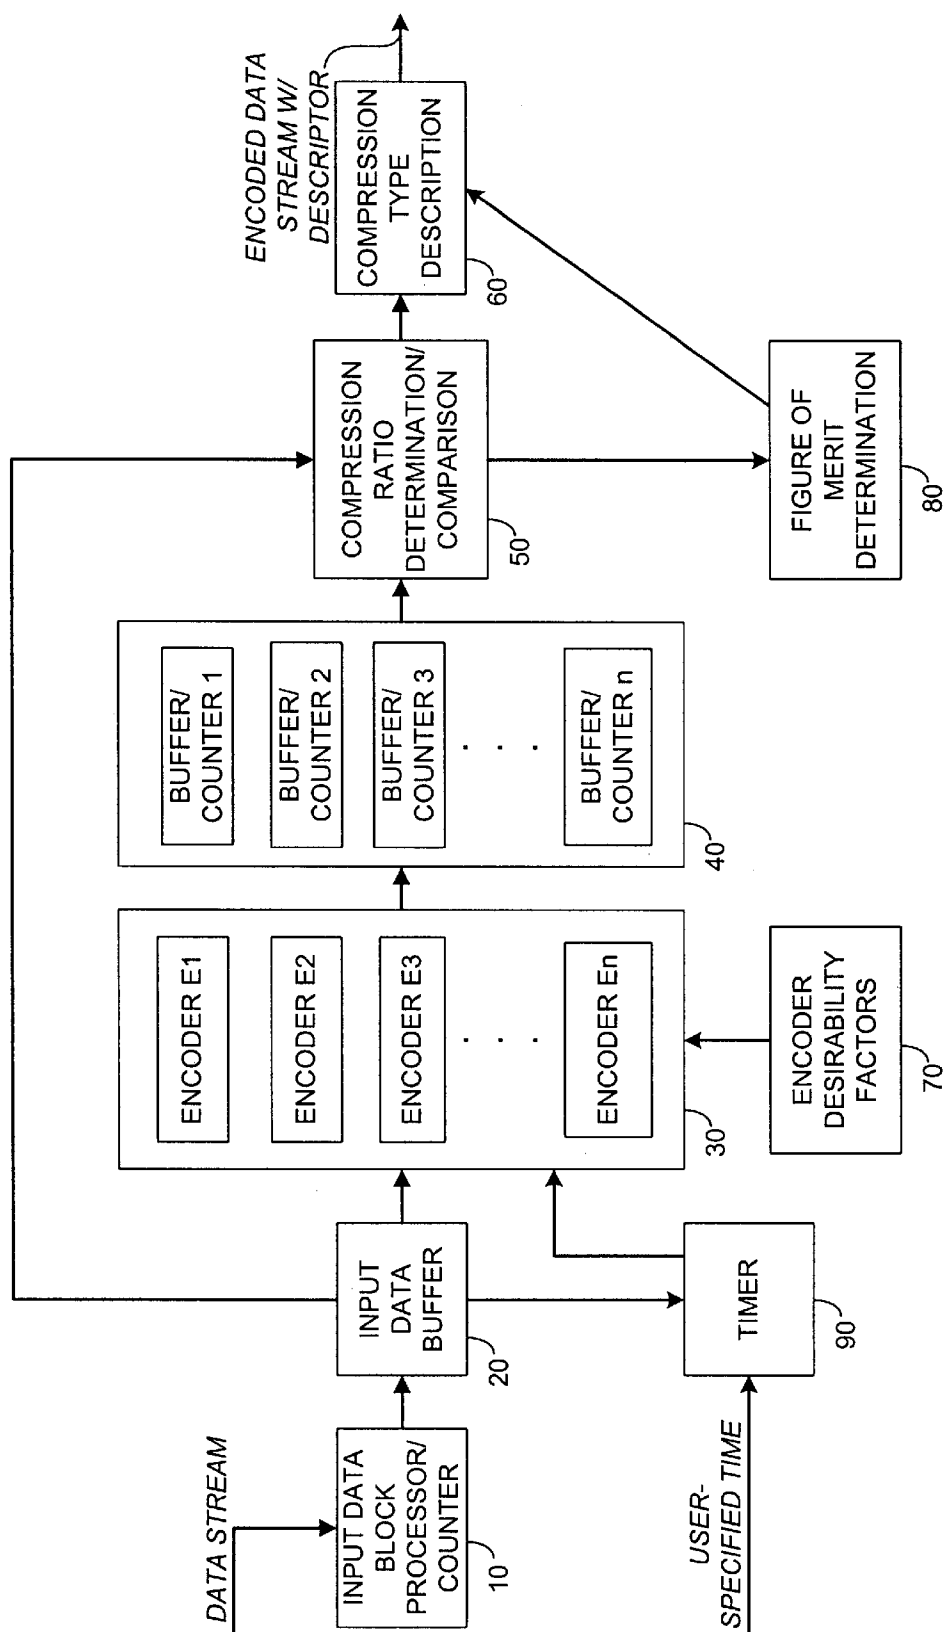 DATA STREAM
INPUT DATA
BLOCK
PROCESSOR/
COUNTER
10
INPUT
DATA
BUFFER
20
USER-
SPECIFIED TIME
TIMER
90
ENCODER E1
ENCODER E2
ENCODER E3
. . .
ENCODER En
30
ENCODER
DESIRABILITY
FACTORS
70
BUFFER/
COUNTER 1
BUFFER/
COUNTER 2
BUFFER/
COUNTER 3
. . .
BUFFER/
COUNTER n
40
COMPRESSION
RATIO
DETERMINATION/
COMPARISON
50
FIGURE OF
MERIT
DETERMINATION
80
COMPRESSION
TYPE
DESCRIPTION
60
ENCODED DATA
STREAM W/
DESCRIPTOR